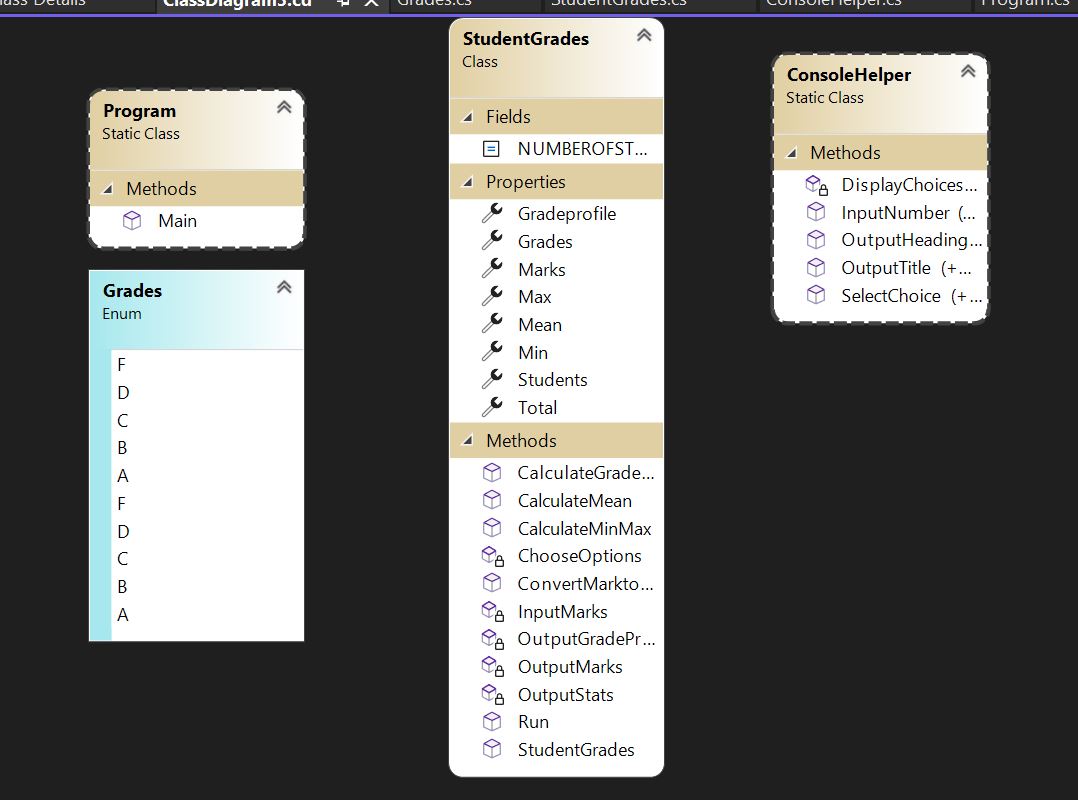 ass Details
ClassDiagram3.cd
Grades.cs
StudentGrades.cs
ConsoleHelper.cs
Program.cs
Program
Static Class
Methods
Main
Grades
Enum
F
D
C
B
A
F
D
C
B
A
StudentGrades
Class
Fields
NUMBEROFST...
Properties
Gradeprofile
Grades
Marks
Max
Mean
Min
Students
Total
Methods
CalculateGrade...
CalculateMean
CalculateMinMax
ChooseOptions
ConvertMarkto...
InputMarks
OutputGradePr...
OutputMarks
OutputStats
Run
StudentGrades
ConsoleHelper
Static Class
Methods
DisplayChoices...
InputNumber (...
OutputHeading...
OutputTitle (+...
SelectChoice (+...